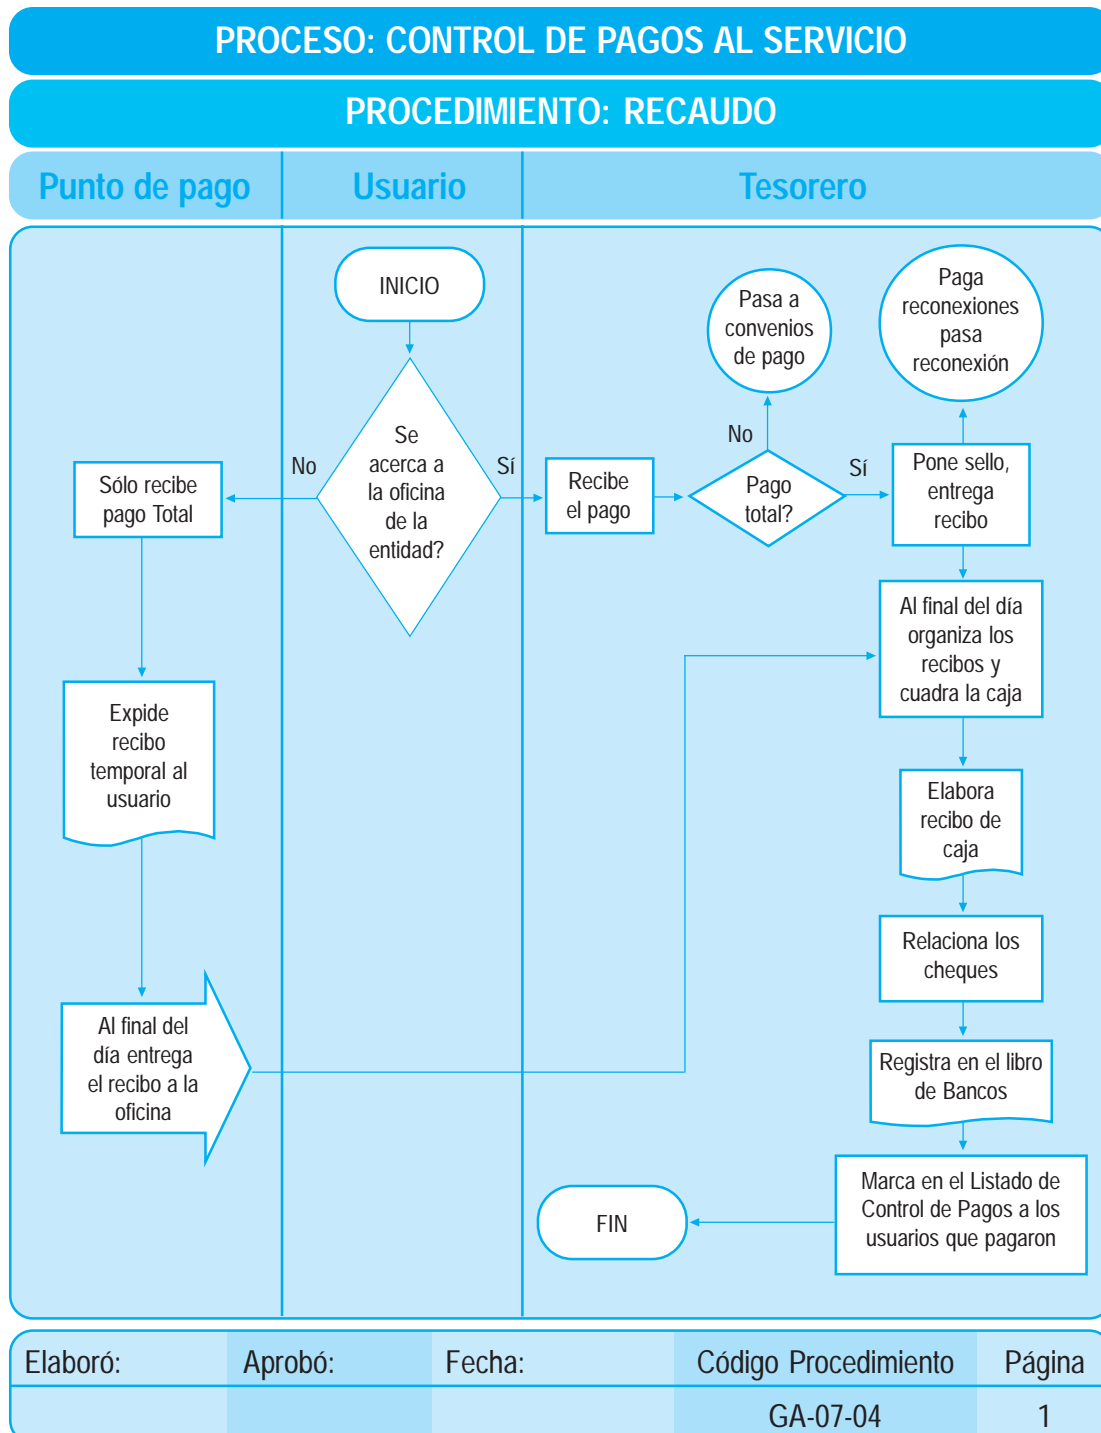 PROCESO: CONTROL DE PAGOS AL SERVICIO
PROCEDIMIENTO: RECAUDO
Punto de pago
Usuario
Tesorero
INICIO
Se
acerca a
la oficina
de la
entidad?
No
Sí
Sólo recibe
pago Total
Expide
recibo
temporal al
usuario
Al final del
día entrega
el recibo a la
oficina
Recibe
el pago
Pago
total?
No
Sí
Pasa a
convenios
de pago
Paga
reconexiones
pasa
reconexión
Pone sello,
entrega
recibo
Al final del día
organiza los
recibos y
cuadra la caja
Elabora
recibo de
caja
Relaciona los
cheques
Registra en el libro
de Bancos
Marca en el Listado de
Control de Pagos a los
usuarios que pagaron
FIN
Elaboró:
Aprobó:
Fecha:
Código Procedimiento
Página
GA-07-04
1